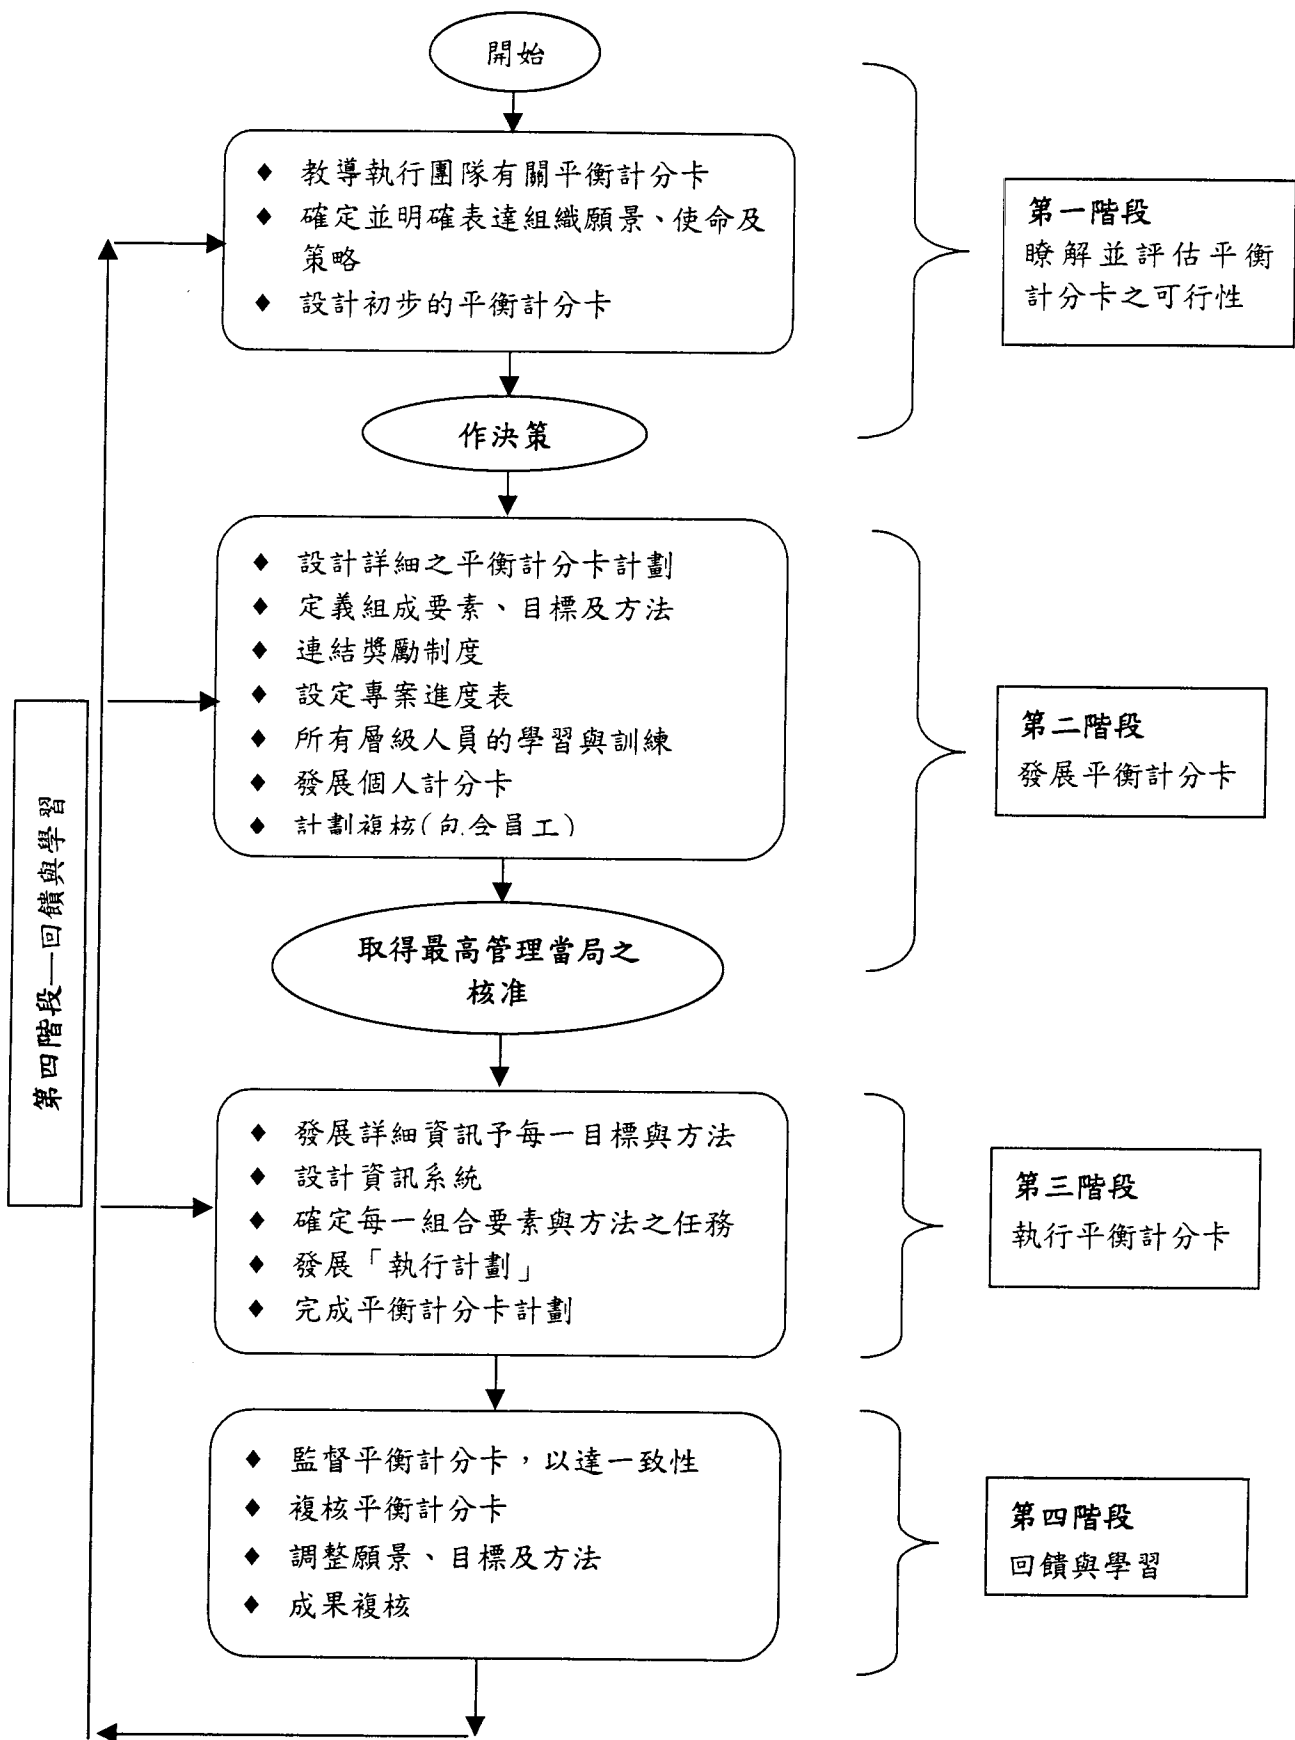 開始
◆ 教導執行團隊有關平衡計分卡
◆ 確定並明確表達組織願景、使命及
策略
◆ 設計初步的平衡計分卡
第一階段
瞭解並評估平衡
計分卡之可行性
作決策
◆ 設計詳細之平衡計分卡計劃
◆ 定義組成要素、目標及方法
◆ 連結獎勵制度
◆ 設定專案進度表
◆ 所有層級人員的學習與訓練
◆ 發展個人計分卡
◆ 計劃複核(包含員工)
第二階段
發展平衡計分卡
第四階段—回饋與學習
取得最高管理當局之
核准
◆ 發展詳細資訊予每一目標與方法
◆ 設計資訊系統
◆ 確定每一組合要素與方法之任務
◆ 發展「執行計劃」
◆ 完成平衡計分卡計劃
第三階段
執行平衡計分卡
◆ 監督平衡計分卡，以達一致性
◆ 複核平衡計分卡
◆ 調整願景、目標及方法
◆ 成果複核
第四階段
回饋與學習